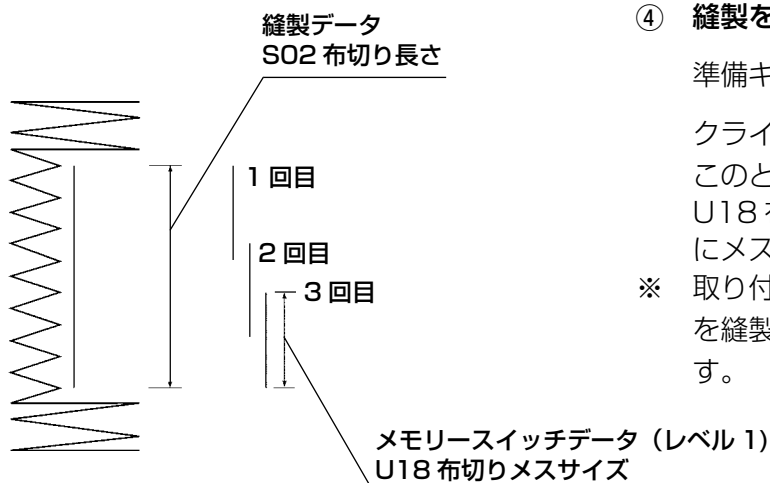 縫製データ
S02 布切り長さ
1 回目
2 回目
3 回目
メモリースイッチデータ（レベル 1)
U18 布切りメスサイズ
④ 縫製を
準備キ
クライ
このと
U18 布
にメス
※ 取り付
を縫製
す。